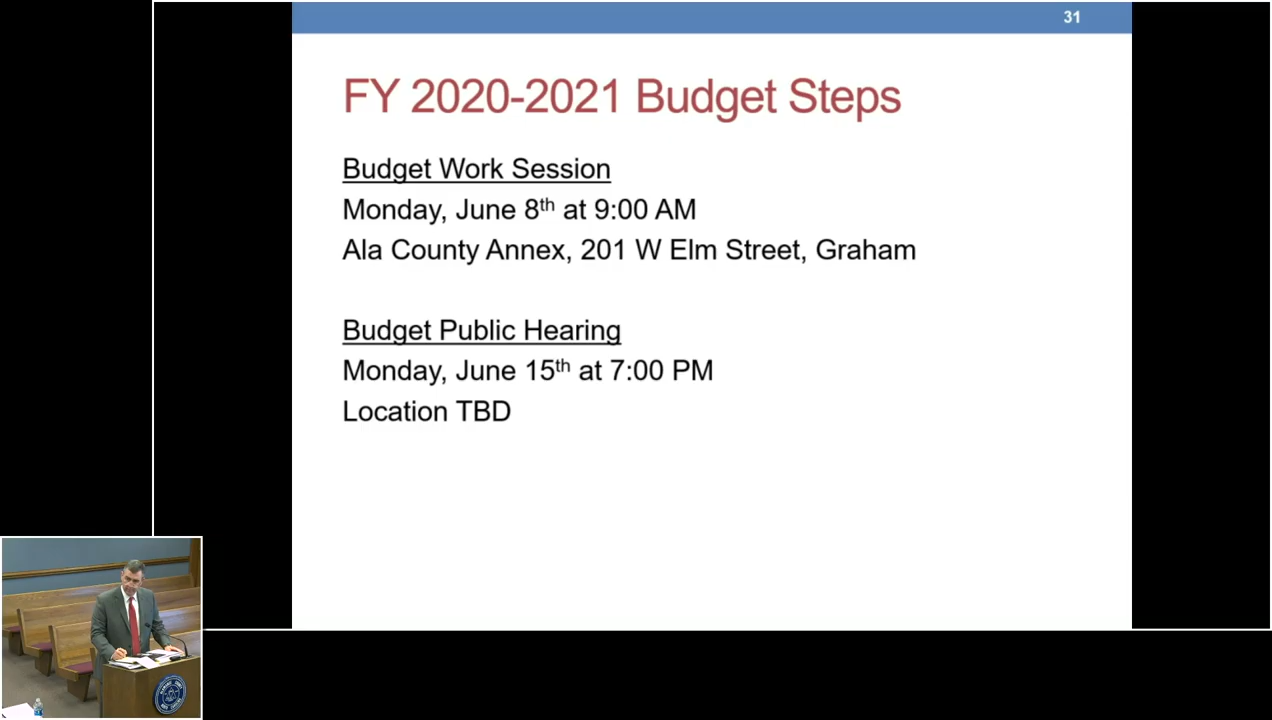 31
FY 2020-2021 Budget Steps
Budget Work Session
Monday, June 8th at 9:00 AM
Ala County Annex, 201 W Elm Street, Graham
Budget Public Hearing
Monday, June 15th at 7:00 PM
Location TBD